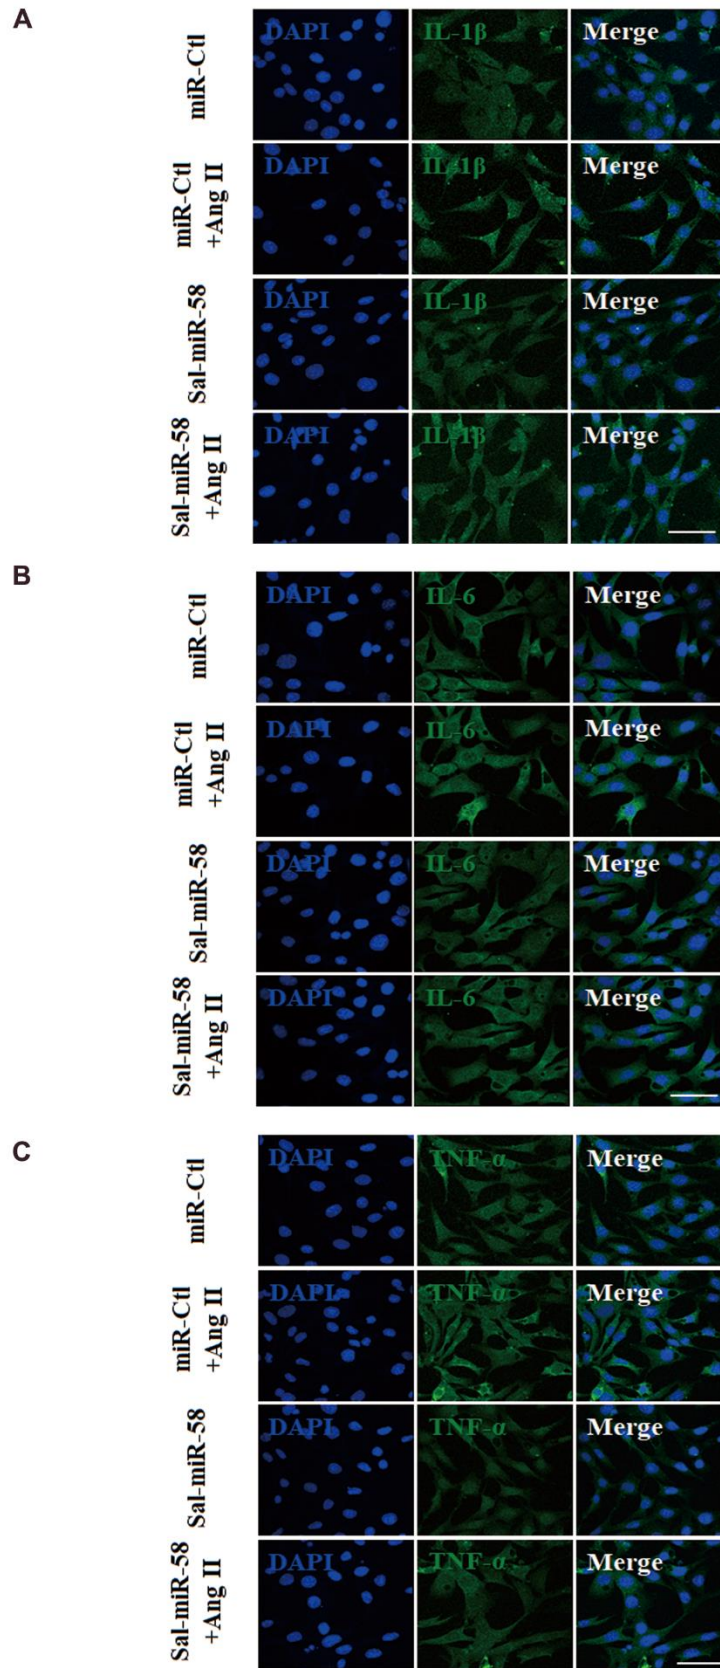 A
miR-Ctl
DAPI
IL-1β
Merge
miR-Ctl
+Ang II
DAPI
IL-1β
Merge
Sal-miR-58
DAPI
IL-1β
Merge
Sal-miR-58
+Ang II
DAPI
IL-1β
Merge
B
miR-Ctl
DAPI
IL-6
Merge
miR-Ctl
+Ang II
DAPI
IL-6
Merge
Sal-miR-58
DAPI
IL-6
Merge
Sal-miR-58
+Ang II
DAPI
IL-6
Merge
C
miR-Ctl
DAPI
TNF-α
Merge
miR-Ctl
+Ang II
DAPI
TNF-α
Merge
Sal-miR-58
DAPI
TNF-α
Merge
Sal-miR-58
+Ang II
DAPI
TNF-α
Merge